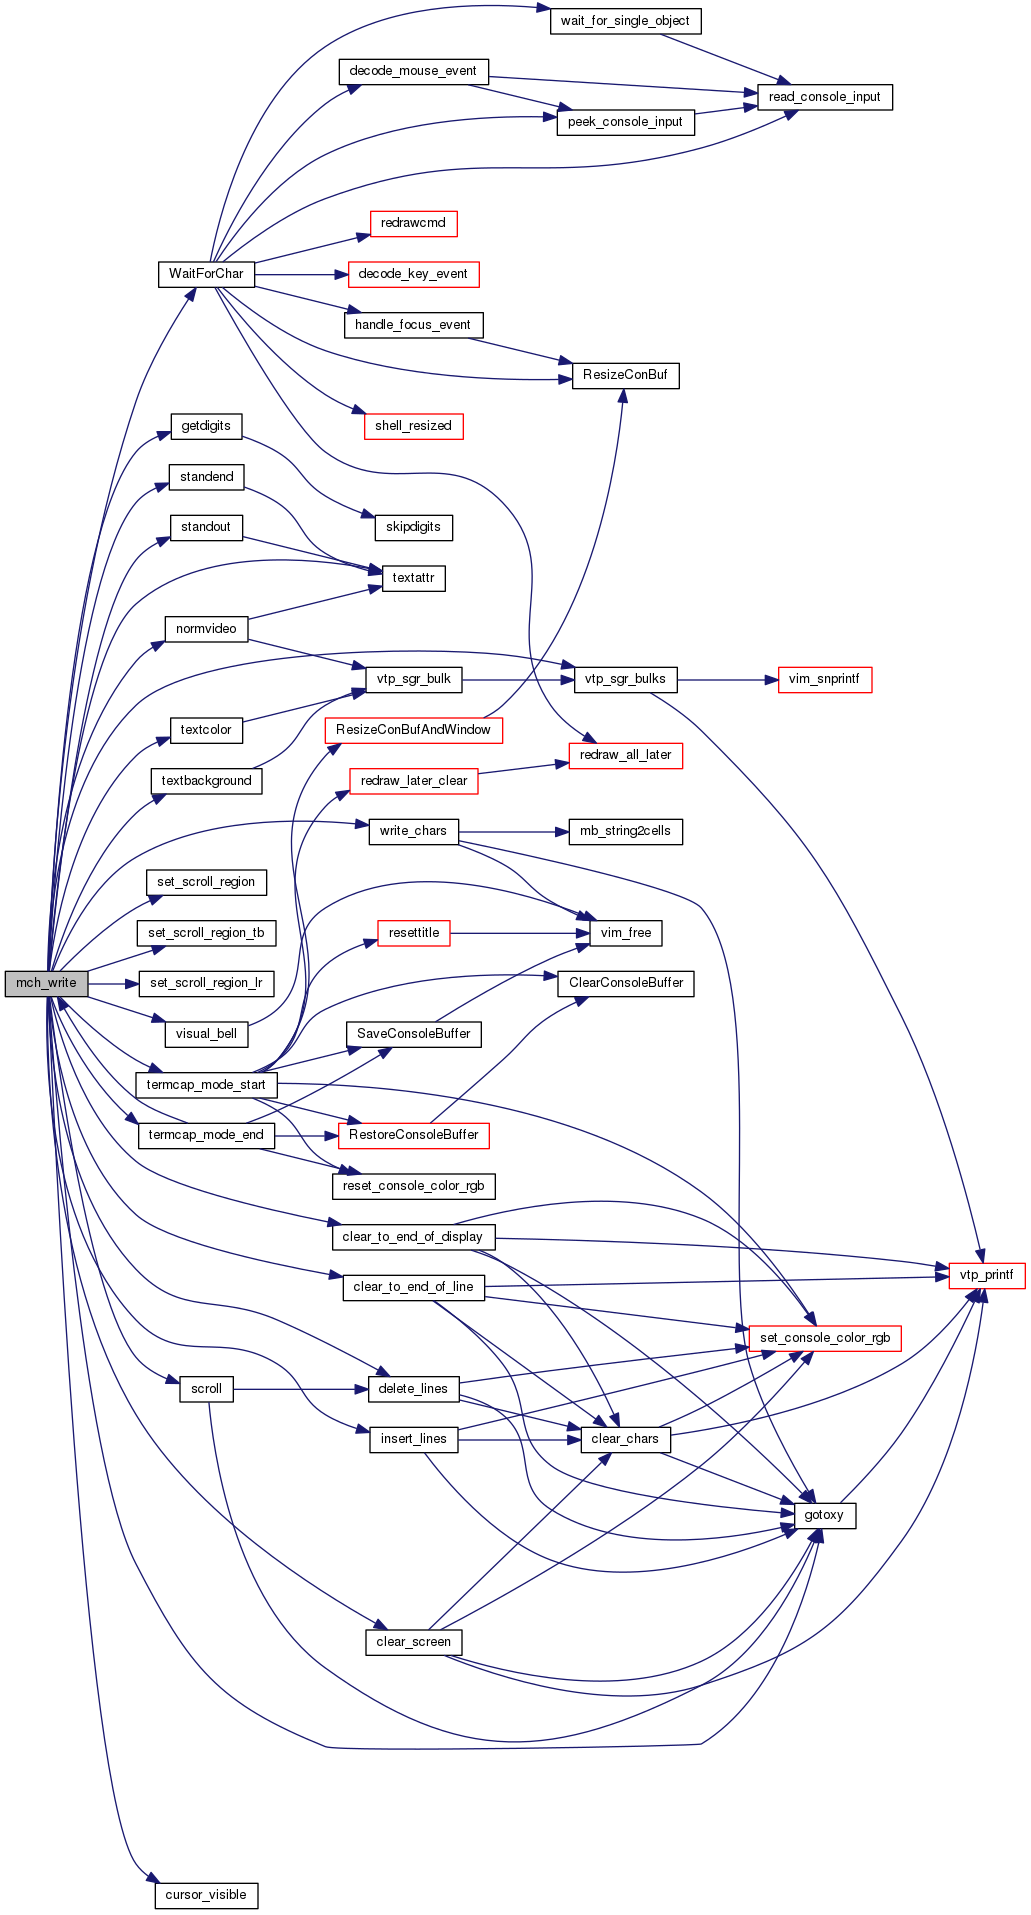 wait_for_single_object
decode_mouse_event
read_console_input
peek_console_input
redrawcmd
WaitForChar
decode_key_event
handle_focus_event
ResizeConBuf
getdigits
shell_resized
standend
standout
skipdigits
textattr
normvideo
vtp_sgr_bulk
vtp_sgr_bulks
vim_snprintf
textcolor
ResizeConBufAndWindow
redraw_all_later
textbackground
redraw_later_clear
write_chars
mb_string2cells
set_scroll_region
set_scroll_region_tb
resettitle
vim_free
mch_write
set_scroll_region_lr
ClearConsoleBuffer
visual_bell
SaveConsoleBuffer
termcap_mode_start
termcap_mode_end
RestoreConsoleBuffer
reset_console_color_rgb
clear_to_end_of_display
vtp_printf
clear_to_end_of_line
set_console_color_rgb
scroll
delete_lines
insert_lines
clear_chars
gotoxy
clear_screen
cursor_visible